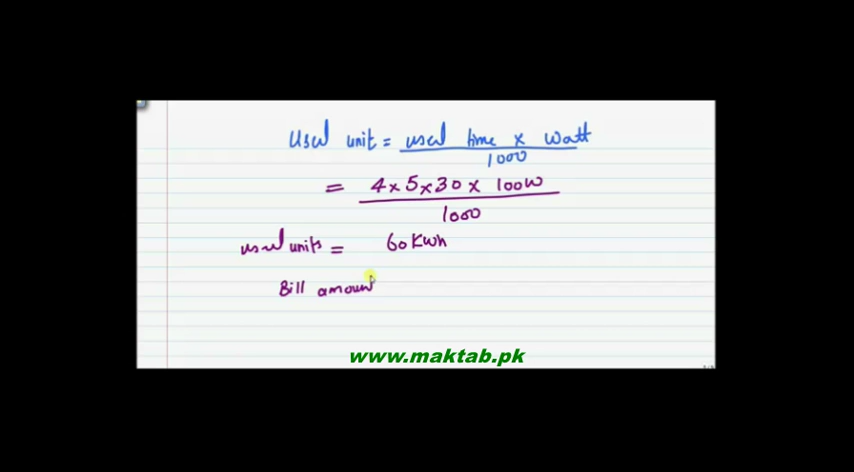 Used unit = used time x watt
1000
= 4 x 5 x 30 x 100W
1000
used units = 60 Kwh
Bill amount
www.maktab.pk